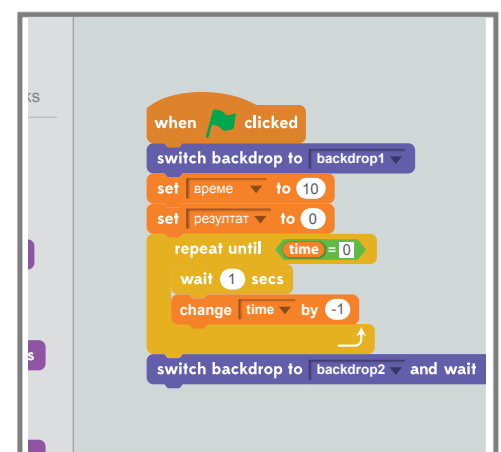 ks
when clicked
switch backdrop to backdrop1
set време to 10
set резултат to 0
repeat until time = 0
wait 1 secs
change time by -1
s
switch backdrop to backdrop2 and wait